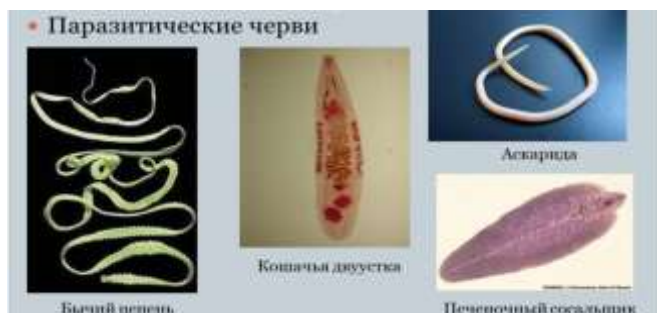 Паразитические черви
Аскарида
Кошачья двуустка
Бычий цепень
Печеночный сосальщик